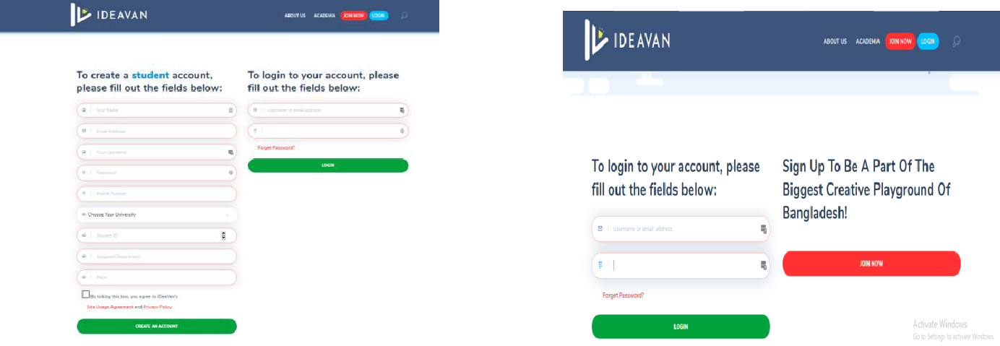 IDEAVAN
ABOUT US ACADEMIA JOIN NOW LOGIN
To create a student account,
please fill out the fields below:
Your Name
Email Address
Your Username
Password
Mobile Number
Choose Your University
Student ID
Assigned Department
Major
By ticking this box, you agree to iDeaVan's
Site Usage Agreement and Privacy Policy
CREATE AN ACCOUNT
To login to your account, please
fill out the fields below:
username or email address
Forget Password?
LOGIN
IDEAVAN
ABOUT US ACADEMIA JOIN NOW LOGIN
To login to your account, please
fill out the fields below:
username or email address
Forget Password?
LOGIN
Sign Up To Be A Part Of The
Biggest Creative Playground Of
Bangladesh!
JOIN NOW
Activate Windows
Go to Settings to activate Windows.